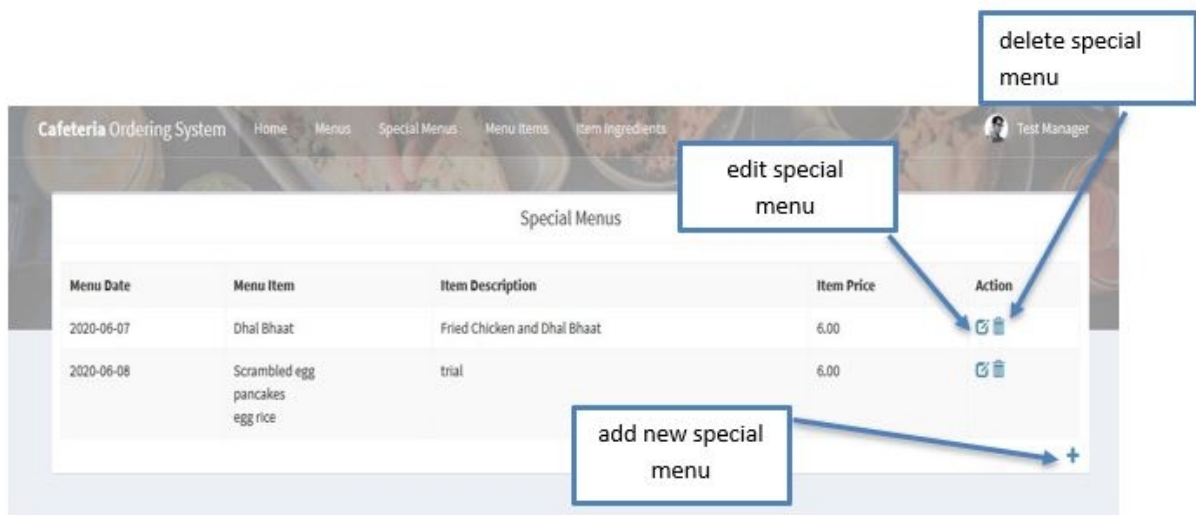 delete special
menu
Cafeteria Ordering System Home Menus Special Menus Menu Items Item Ingredients Test Manager
edit special
menu
Special Menus
Menu Date Menu Item Item Description Item Price Action
2020-06-07 Dhal Bhaat Fried Chicken and Dhal Bhaat 6.00
2020-06-08 Scrambled egg trial 6.00
pancakes
egg rice
add new special
menu